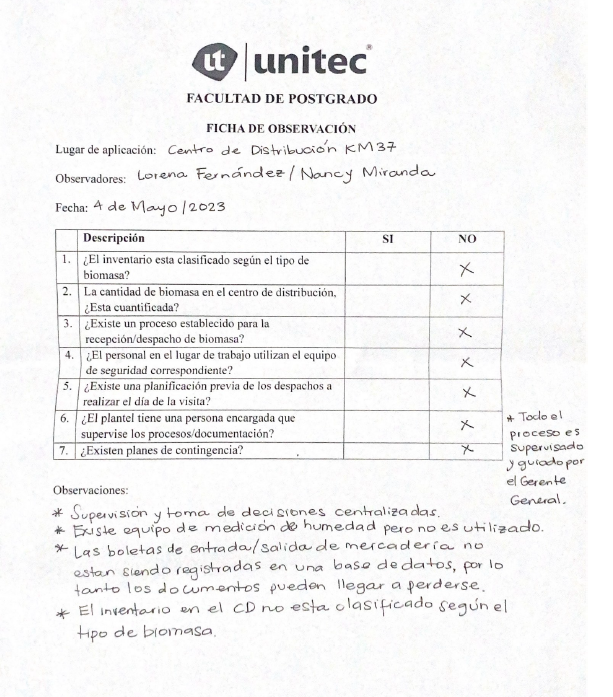 ut unitec®
FACULTAD DE POSTGRADO
FICHA DE OBSERVACIÓN
Lugar de aplicación: Centro de Distribución KM37
Observadores: Lorena Fernández / Nancy Miranda
Fecha: 4 de Mayo / 2023
Descripción SI NO
1. ¿El inventario esta clasificado según el tipo de
biomasa? X
2. La cantidad de biomasa en el centro de distribución,
¿Esta cuantificada? X
3. ¿Existe un proceso establecido para la
recepción/despacho de biomasa? X
4. ¿El personal en el lugar de trabajo utilizan el equipo
de seguridad correspondiente? X
5. ¿Existe una planificación previa de los despachos a
realizar el día de la visita? X
6. ¿El plantel tiene una persona encargada que
supervise los procesos/documentación? X
7. ¿Existen planes de contingencia? X
* Todo el
proceso es
supervisado
y guiado por
el Gerente
General.
Observaciones:
* Supervisión y toma de decisiones centralizadas.
* Existe equipo de medición de humedad pero no es utilizado.
* Las boletas de entrada/salida de mercadería no
estan siendo registradas en una base de datos, por lo
tanto los documentos pueden llegar a perderse.
* El inventario en el CD no esta clasificado según el
tipo de biomasa.